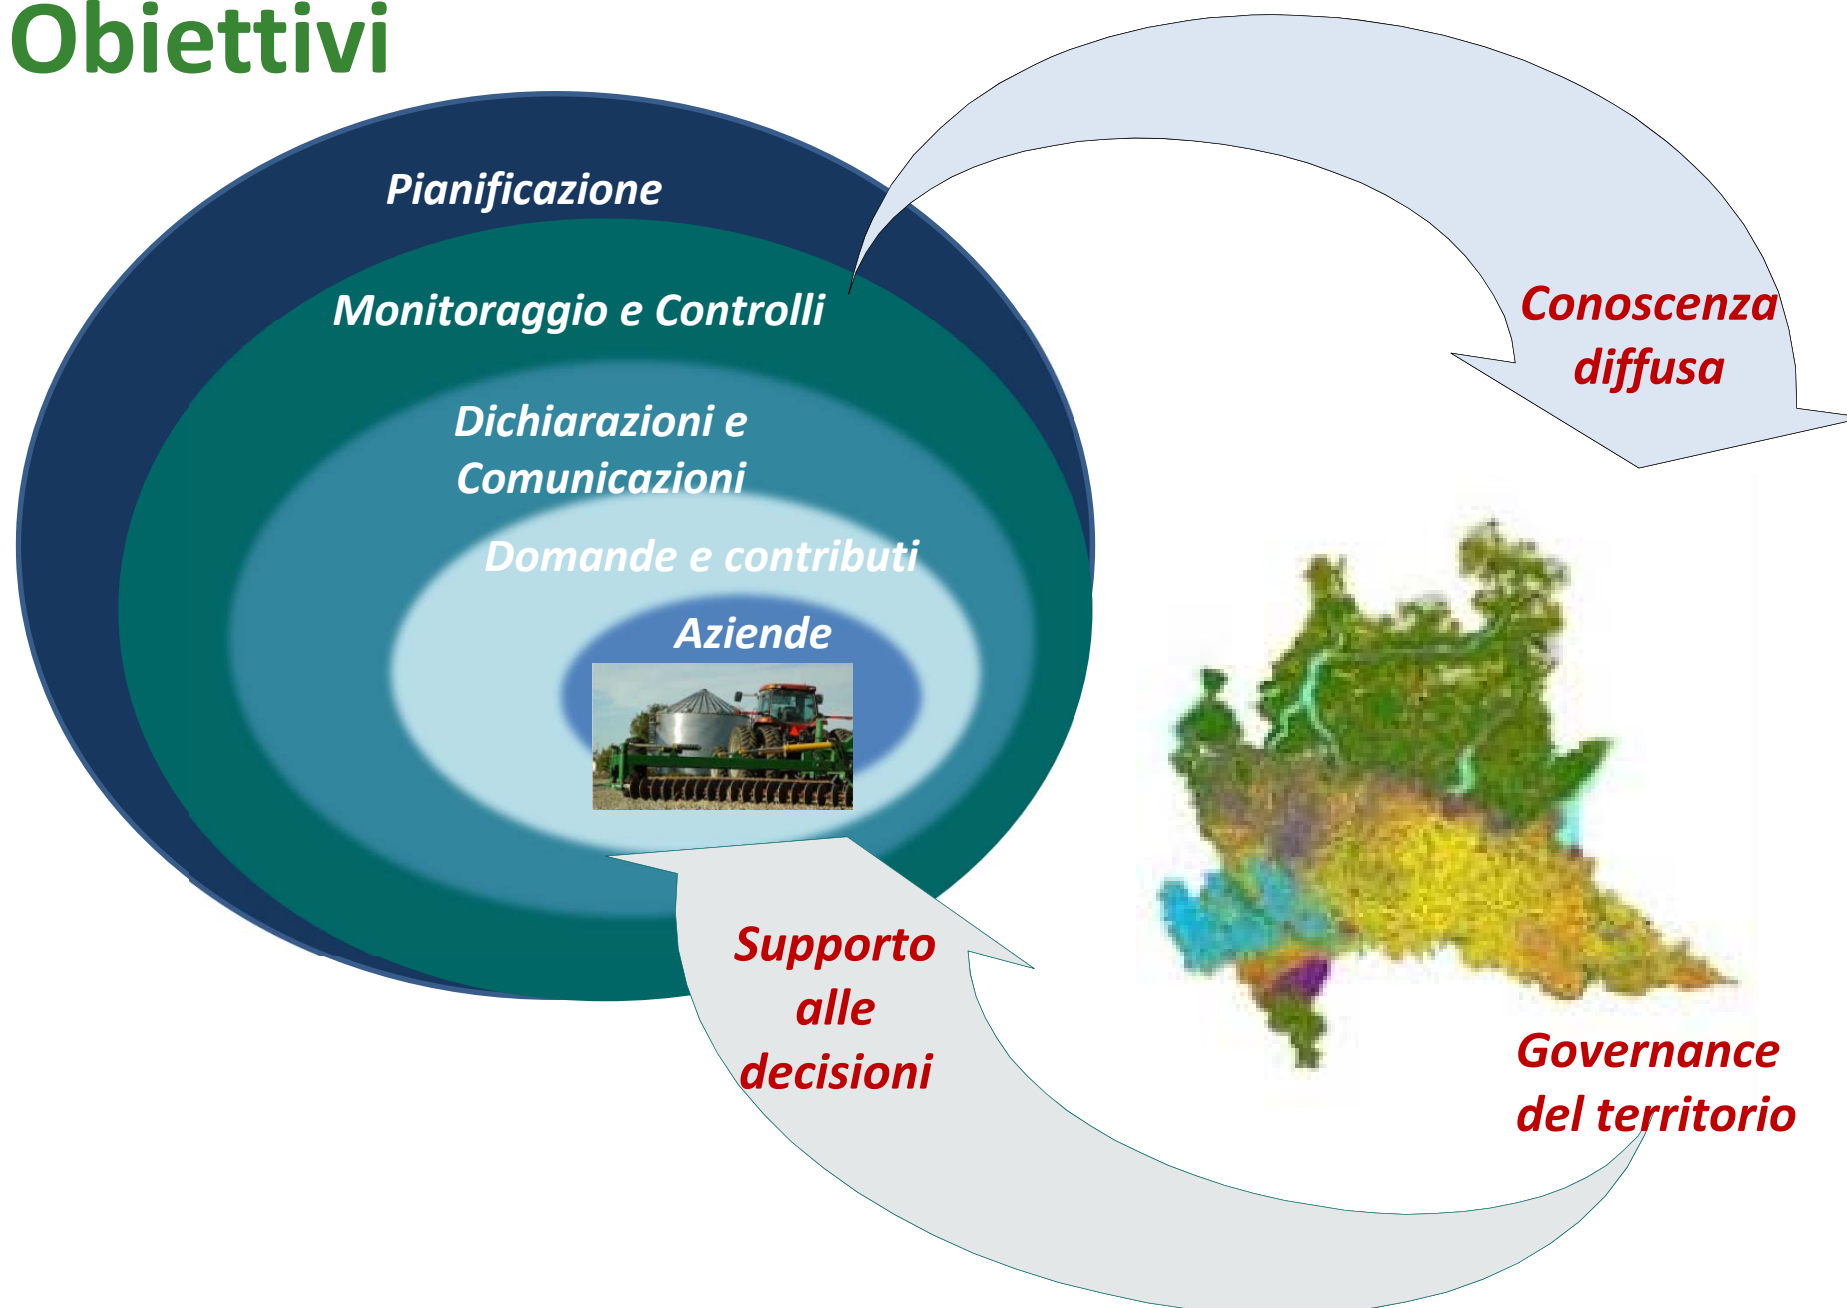 Obiettivi
Pianificazione
Monitoraggio e Controlli
Dichiarazioni e
Comunicazioni
Domande e contributi
Aziende
Conoscenza
diffusa
Supporto
alle
decisioni
Governance
del territorio